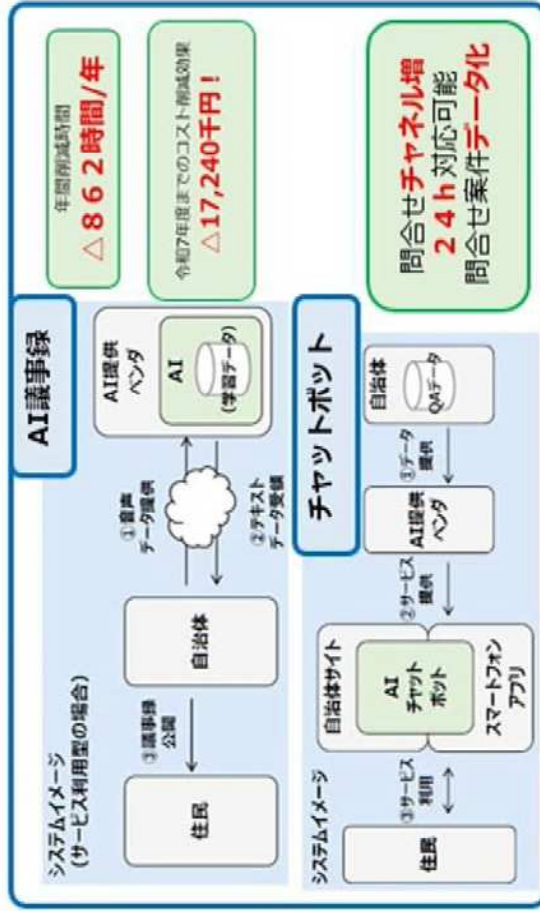 AI議事録
システムイメージ
(サービス利用型の場合)
住民
③議事録
公開
自治体
①音声
データ提供
②テキスト
データ受領
AI提供
ベンダ
AI
(学習データ)
年間削減時間
△862時間/年
令和7年度までのコスト削減効果
△17,240千円!
チャットボット
システムイメージ
住民
③サービス
利用
自治体サイト
AI
チャット
ボット
スマートフォン
アプリ
②サービス
提供
AI提供
ベンダ
①データ
提供
自治体
QAデータ
問合せチャネル増
24h対応可能
問合せ案件データ化